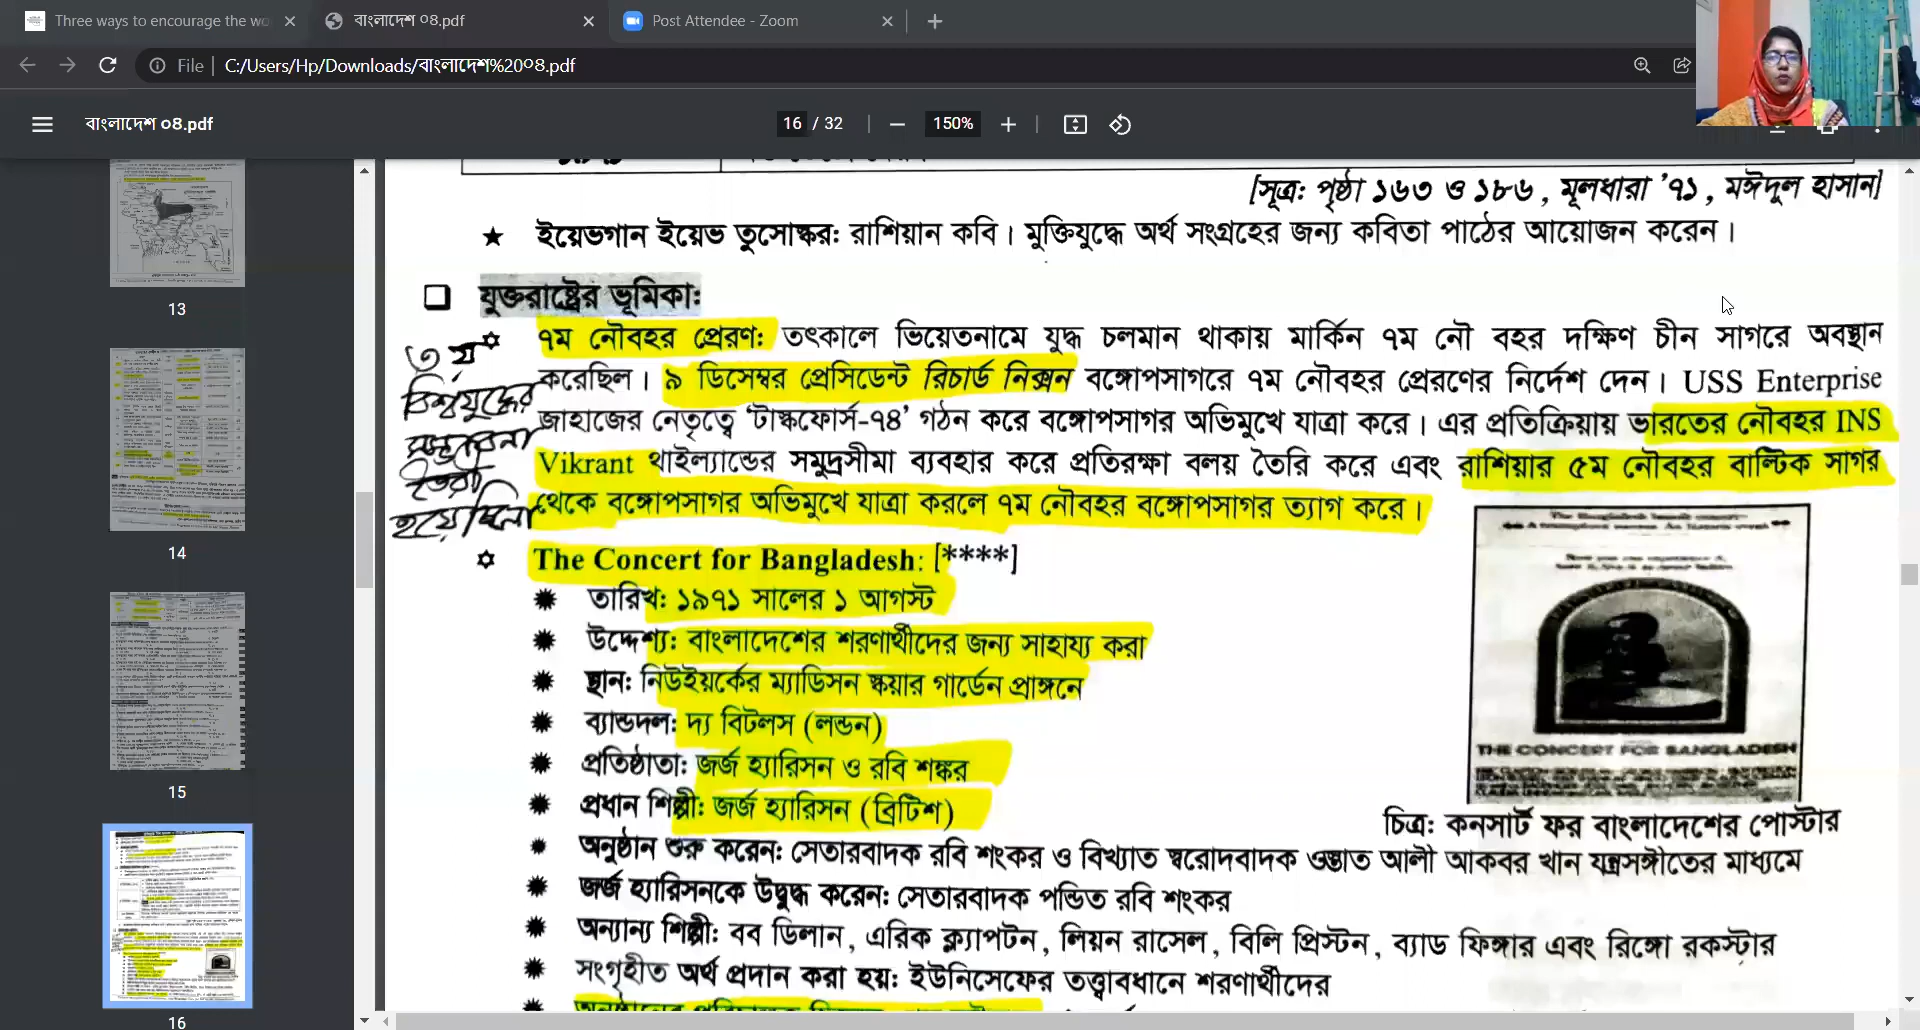 Three ways to encourage the wo
বাংলাদেশ ০৪.pdf
Post Attendee - Zoom
File
C:/Users/Hp/Downloads/বাংলাদেশ%20০৪.pdf
বাংলাদেশ ০৪.pdf
16 / 32
150%
13
14
15
16
[সূত্র: পৃষ্ঠা ১৬৩ ও ১৮৬, মূলধারা '৭১, মঈদুল হাসান]
★ ইয়েভগান ইয়েভ তুসোষ্কর: রাশিয়ান কবি। মুক্তিযুদ্ধে অর্থ সংগ্রহের জন্য কবিতা পাঠের আয়োজন করেন।
যুক্তরাষ্ট্রের ভূমিকা:
৭ম নৌবহর প্রেরণ: তৎকালে ভিয়েতনামে যুদ্ধ চলমান থাকায় মার্কিন ৭ম নৌ বহর দক্ষিণ চীন সাগরে অবস্থান
করেছিল। ৯ ডিসেম্বর প্রেসিডেন্ট রিচার্ড নিক্সন বঙ্গোপসাগরে ৭ম নৌবহর প্রেরণের নির্দেশ দেন। USS Enterprise
জাহাজের নেতৃত্বে ‘টাস্কফোর্স-৭৪’ গঠন করে বঙ্গোপসাগর অভিমুখে যাত্রা করে। এর প্রতিক্রিয়ায় ভারতের নৌবহর INS
Vikrant থাইল্যান্ডের সমুদ্রসীমা ব্যবহার করে প্রতিরক্ষা বলয় তৈরি করে এবং রাশিয়ার ৫ম নৌবহর বাল্টিক সাগর
থেকে বঙ্গোপসাগর অভিমুখে যাত্রা করলে ৭ম নৌবহর বঙ্গোপসাগর ত্যাগ করে।
৩ য়
বিশ্বযুদ্ধের
তৈরী
হয়েছিলো
The Concert for Bangladesh: [****]
তারিখ: ১৯৭১ সালের ১ আগস্ট
উদ্দেশ্য: বাংলাদেশের শরণার্থীদের জন্য সাহায্য করা
স্থান: নিউইয়র্কের ম্যাডিসন স্কয়ার গার্ডেন প্রাঙ্গনে
ব্যান্ডদল: দ্য বিটলস (লন্ডন)
প্রতিষ্ঠাতা: জর্জ হ্যারিসন ও রবি শঙ্কর
প্রধান শিল্পী: জর্জ হ্যারিসন (ব্রিটিশ)
অনুষ্ঠান শুরু করেন: সেতারবাদক রবি শংকর ও বিখ্যাত স্বরোদবাদক ওস্তাত আলী আকবর খান যন্ত্রসঙ্গীতের মাধ্যমে
জর্জ হ্যারিসনকে উদ্বুদ্ধ করেন: সেতারবাদক পন্ডিত রবি শংকর
অন্যান্য শিল্পী: বব ডিলান, এরিক ক্ল্যাপটন, লিয়ন রাসেল, বিলি প্রিস্টন, ব্যাড ফিঙ্গার এবং রিঙ্গো রকস্টার
সংগৃহীত অর্থ প্রদান করা হয়: ইউনিসেফের তত্ত্বাবধানে শরণার্থীদের
THE CONCERT FOR BANGLADESH
চিত্র: কনসার্ট ফর বাংলাদেশের পোস্টার